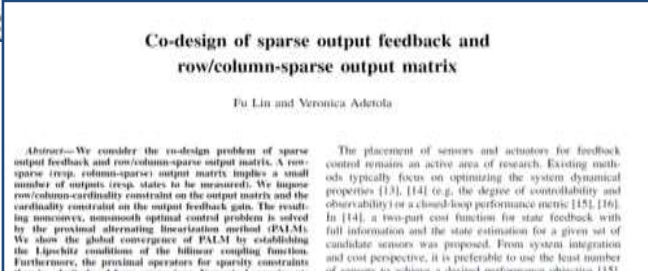 Co-design of sparse output feedback and
row/column-sparse output matrix
Fu Lin and Veronica Adetola
Abstract—We consider the co-design problem of sparse
output feedback and row/column-sparse output matrix. A row-
sparse (resp. column-sparse) output matrix implies a small
number of outputs (resp. states to be measured). We impose
row/column-cardinality constraint on the output matrix and the
cardinality constraint on the output feedback gain. The result-
ing nonconvex, nonsmooth optimal control problem is solved
by the proximal alternating linearization method (PALM).
We show the global convergence of PALM by establishing
the Lipschitz conditions of the bilinear coupling function.
Furthermore, the proximal operators for sparsity constraints
The placement of sensors and actuators for feedback
control remains an active area of research. Existing meth-
ods typically focus on optimizing the system dynamical
properties [13], [14] (e.g. the degree of controllability and
observability) or a closed-loop performance metric [15], [16].
In [14], a two-part cost function for state feedback with
full information and the state estimation for a given set of
candidate sensors was proposed. From system integration
and cost perspective, it is preferable to use the least number
of sensors to achieve a desired performance objective [15].